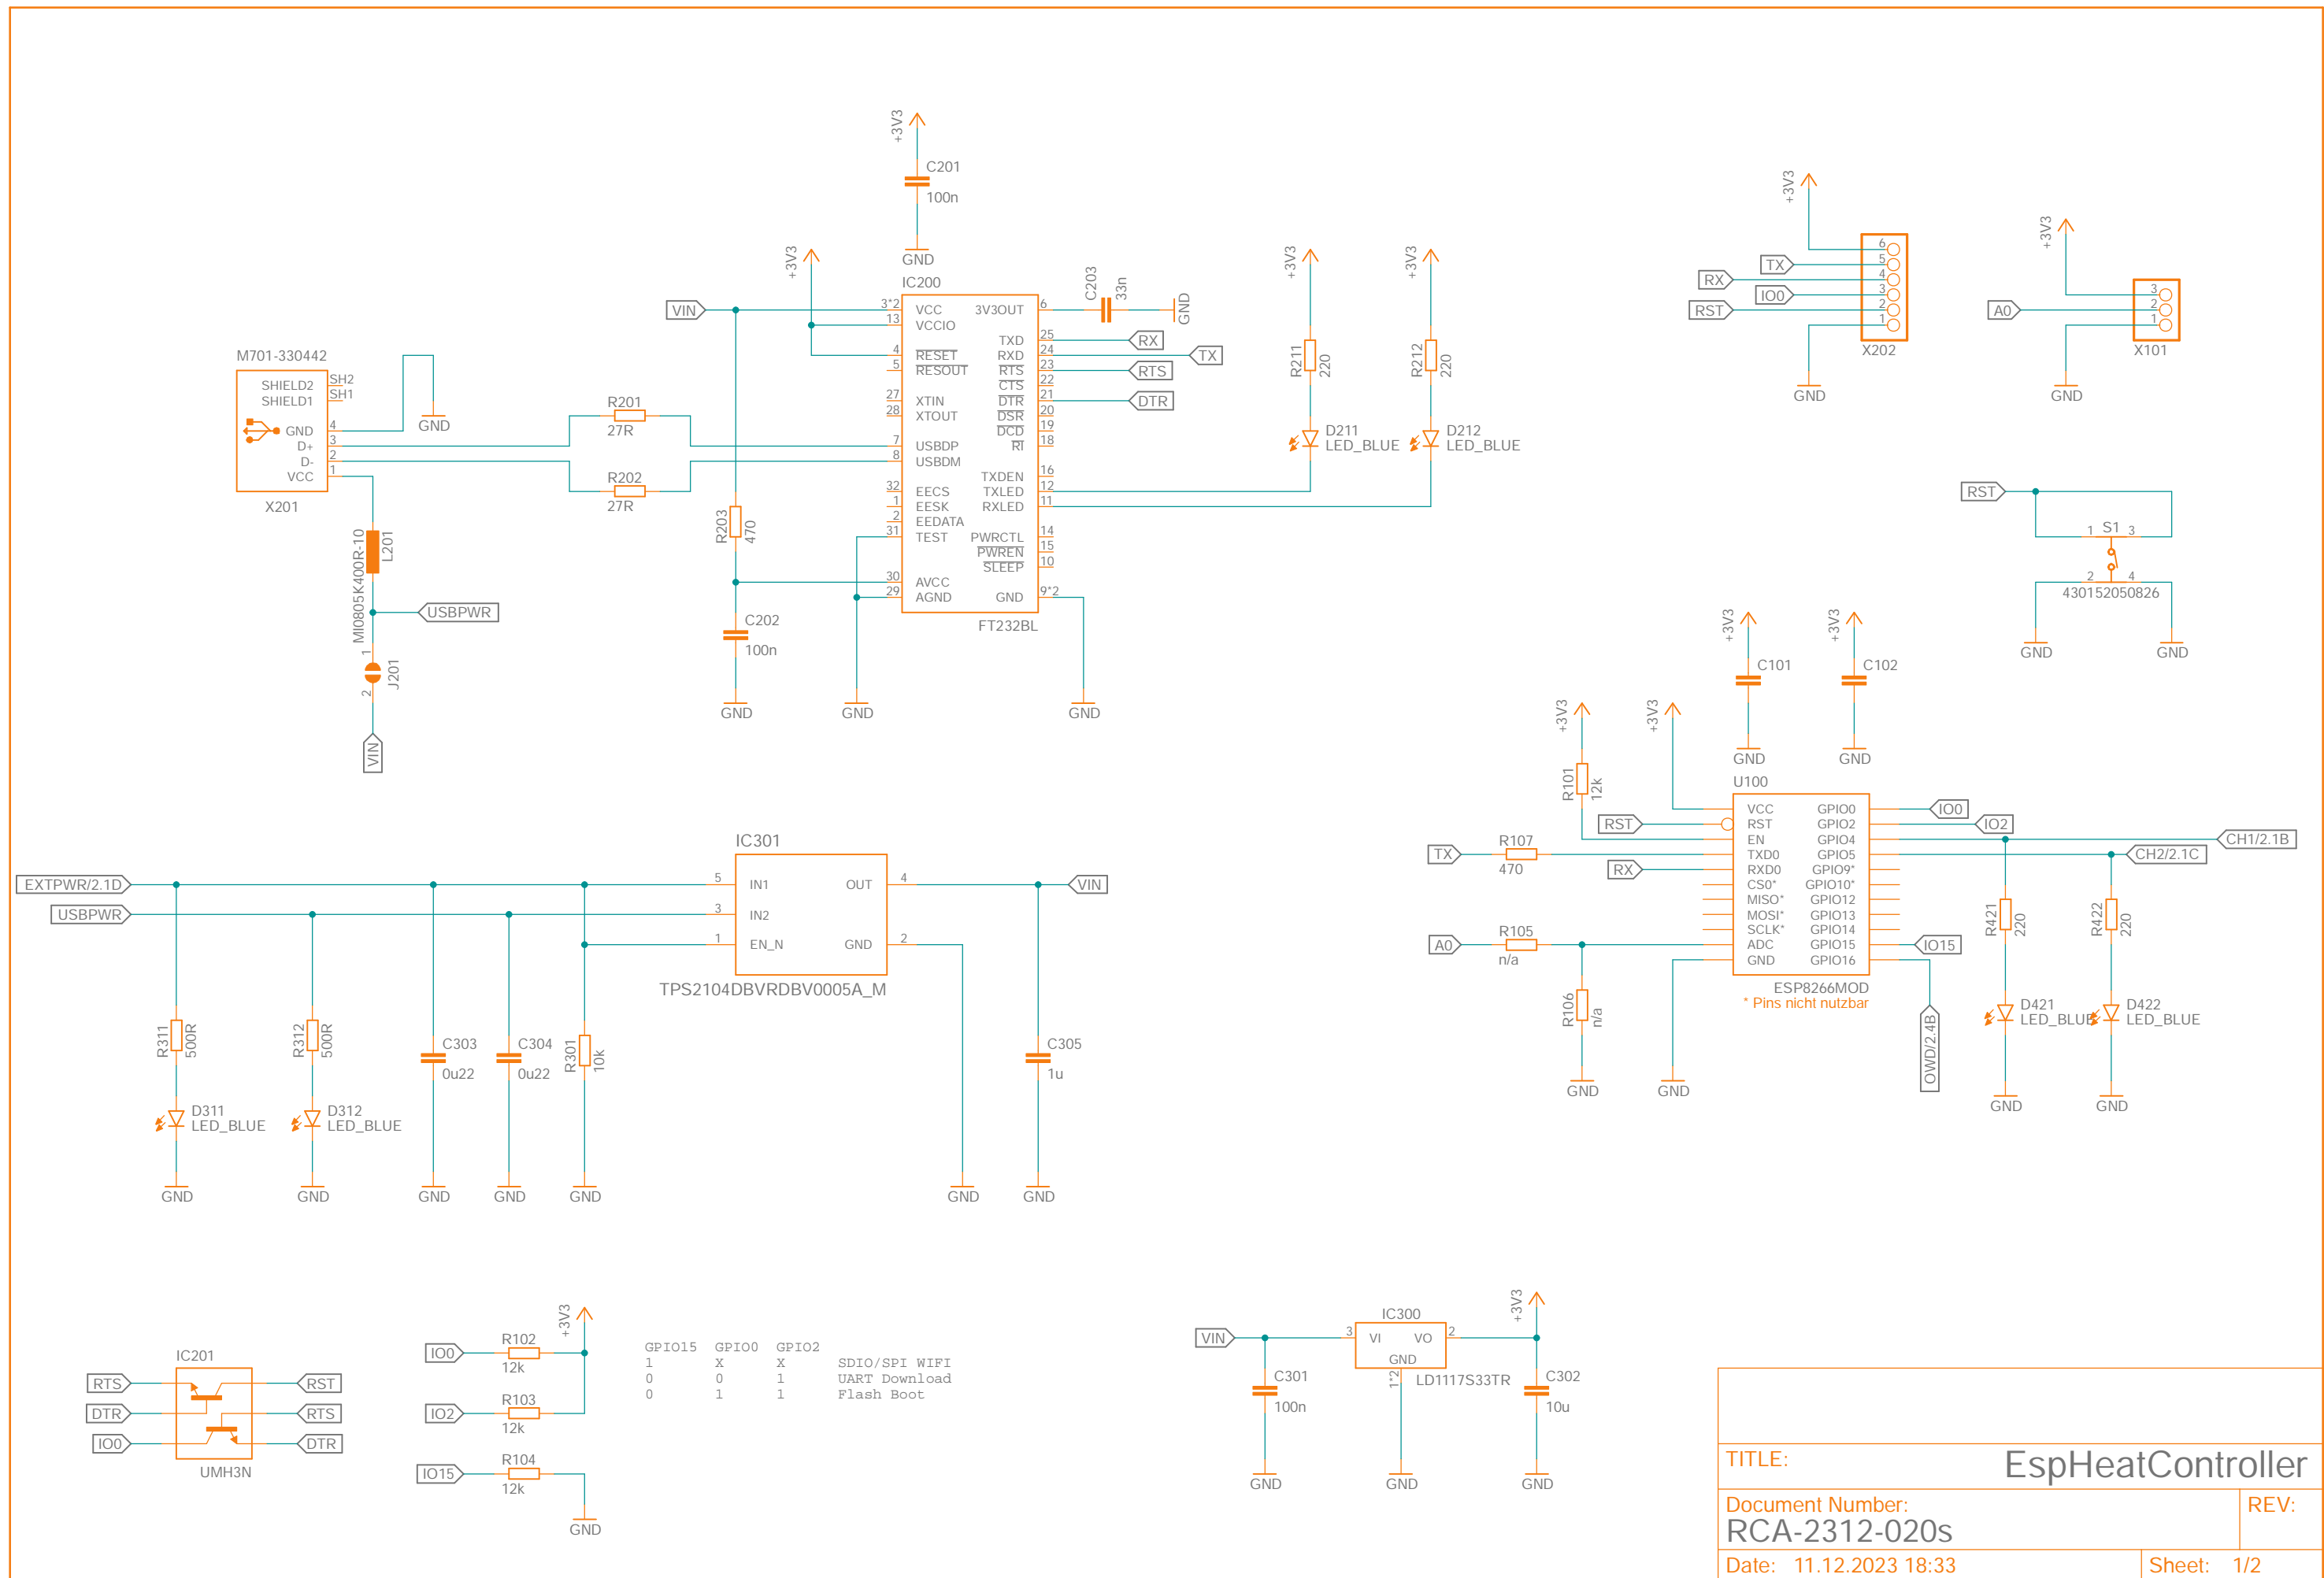 +3V3
C201
100n
GND
+3V3
IC200
VIN
3*2
VCC
13
VCCIO
4
RESET
5
RESOUT
27
XTIN
28
XTOUT
7
USBDP
8
USBDM
32
EECS
1
EESK
2
EEDATA
31
TEST
30
AVCC
29
AGND
3V3OUT
6
TXD
25
RXD
24
RTS
23
CTS
22
DTR
21
DSR
20
DCD
19
RI
18
TXDEN
16
TXLED
12
RXLED
11
PWRCTL
14
PWREN
15
SLEEP
10
GND
9*2
FT232BL
C203
33n
GND
RX
TX
RTS
DTR
+3V3
R211
220
D211
LED_BLUE
+3V3
R212
220
D212
LED_BLUE
M701-330442
SHIELD2
SH2
SHIELD1
SH1
GND
4
D+
3
D-
2
VCC
1
X201
GND
R201
27R
R202
27R
MI0805K400R-10
L201
USBPWR
1
J201
2
VIN
R203
470
C202
100n
GND
GND
GND
+3V3
TX
RX
IO0
RST
6
5
4
3
2
1
X202
GND
+3V3
A0
3
2
1
X101
GND
RST
1
S1
3
2
4
430152050826
GND
GND
+3V3
C101
GND
+3V3
C102
GND
+3V3
R101
12k
+3V3
U100
RST
TX
R107
470
RX
A0
R105
n/a
R106
n/a
GND
GND
VCC
RST
EN
TXD0
RXD0
CS0*
MISO*
MOSI*
SCLK*
ADC
GND
GPIO0
GPIO2
GPIO4
GPIO5
GPIO9*
GPIO10*
GPIO12
GPIO13
GPIO14
GPIO15
GPIO16
ESP8266MOD
* Pins nicht nutzbar
IO0
IO2
CH1/2.1B
CH2/2.1C
IO15
OWD/2.4B
R421
220
D421
LED_BLUE
GND
R422
220
D422
LED_BLUE
GND
IC301
EXTPWR/2.1D
USBPWR
5
IN1
3
IN2
1
EN_N
OUT
4
GND
2
TPS2104DBVRDBV0005A_M
VIN
R311
500R
D311
LED_BLUE
GND
R312
500R
D312
LED_BLUE
GND
C303
0u22
GND
C304
0u22
GND
R301
10k
GND
GND
C305
1u
GND
IC201
RTS
DTR
IO0
RST
RTS
DTR
UMH3N
+3V3
IO0
R102
12k
IO2
R103
12k
IO15
R104
12k
GND
GPIO15 GPIO0 GPIO2
1 X X SDIO/SPI WIFI
0 0 1 UART Download
0 1 1 Flash Boot
VIN
C301
100n
GND
IC300
3
VI
VO
2
GND
1*2
LD1117S33TR
GND
+3V3
C302
10u
GND
TITLE:
EspHeatController
Document Number:
RCA-2312-020s
REV:
Date: 11.12.2023 18:33
Sheet: 1/2